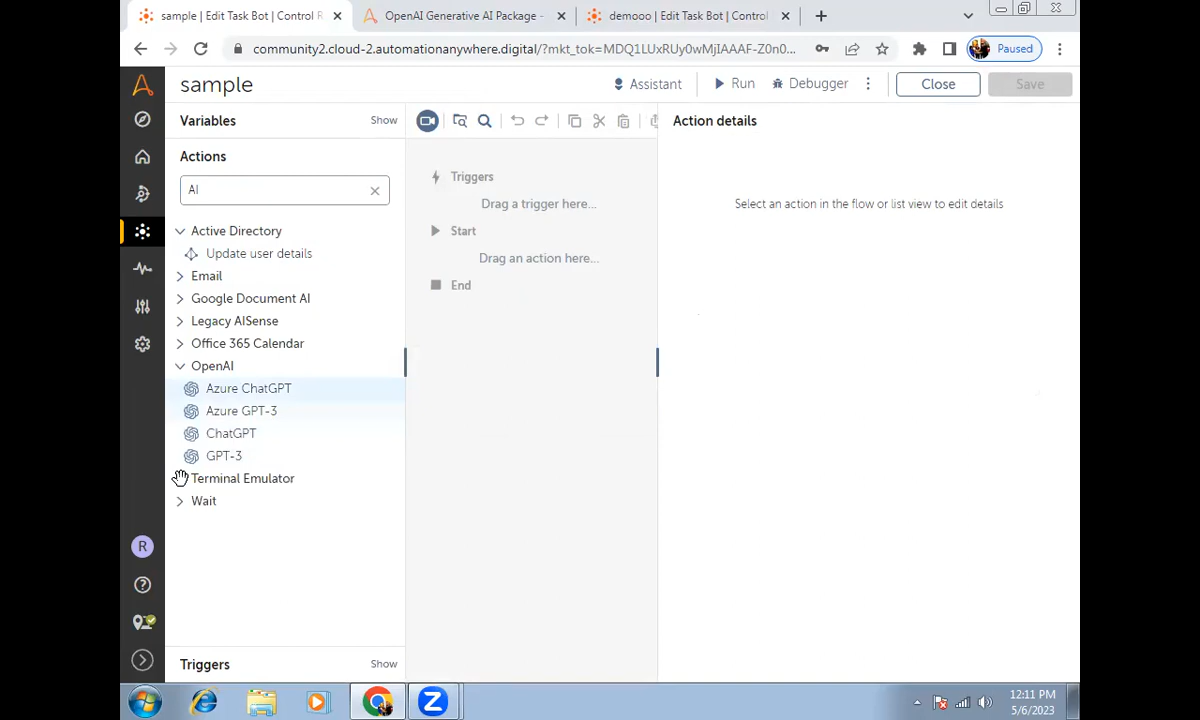 sample | Edit Task Bot | Control R
OpenAI Generative AI Package -
demooo | Edit Task Bot | Control
community2.cloud-2.automationanywhere.digital/?mkt_tok=MDQ1LUxRUy0wMjIAAAF-Z0n0...
Paused
sample
Assistant
Run
Debugger
Close
Save
Variables
Show
Action details
Actions
AI
Triggers
Drag a trigger here...
Select an action in the flow or list view to edit details
Active Directory
Start
Update user details
Drag an action here...
Email
End
Google Document AI
Legacy AISense
Office 365 Calendar
OpenAI
Azure ChatGPT
Azure GPT-3
ChatGPT
GPT-3
Terminal Emulator
Wait
R
Triggers
Show
Z
12:11 PM
5/6/2023